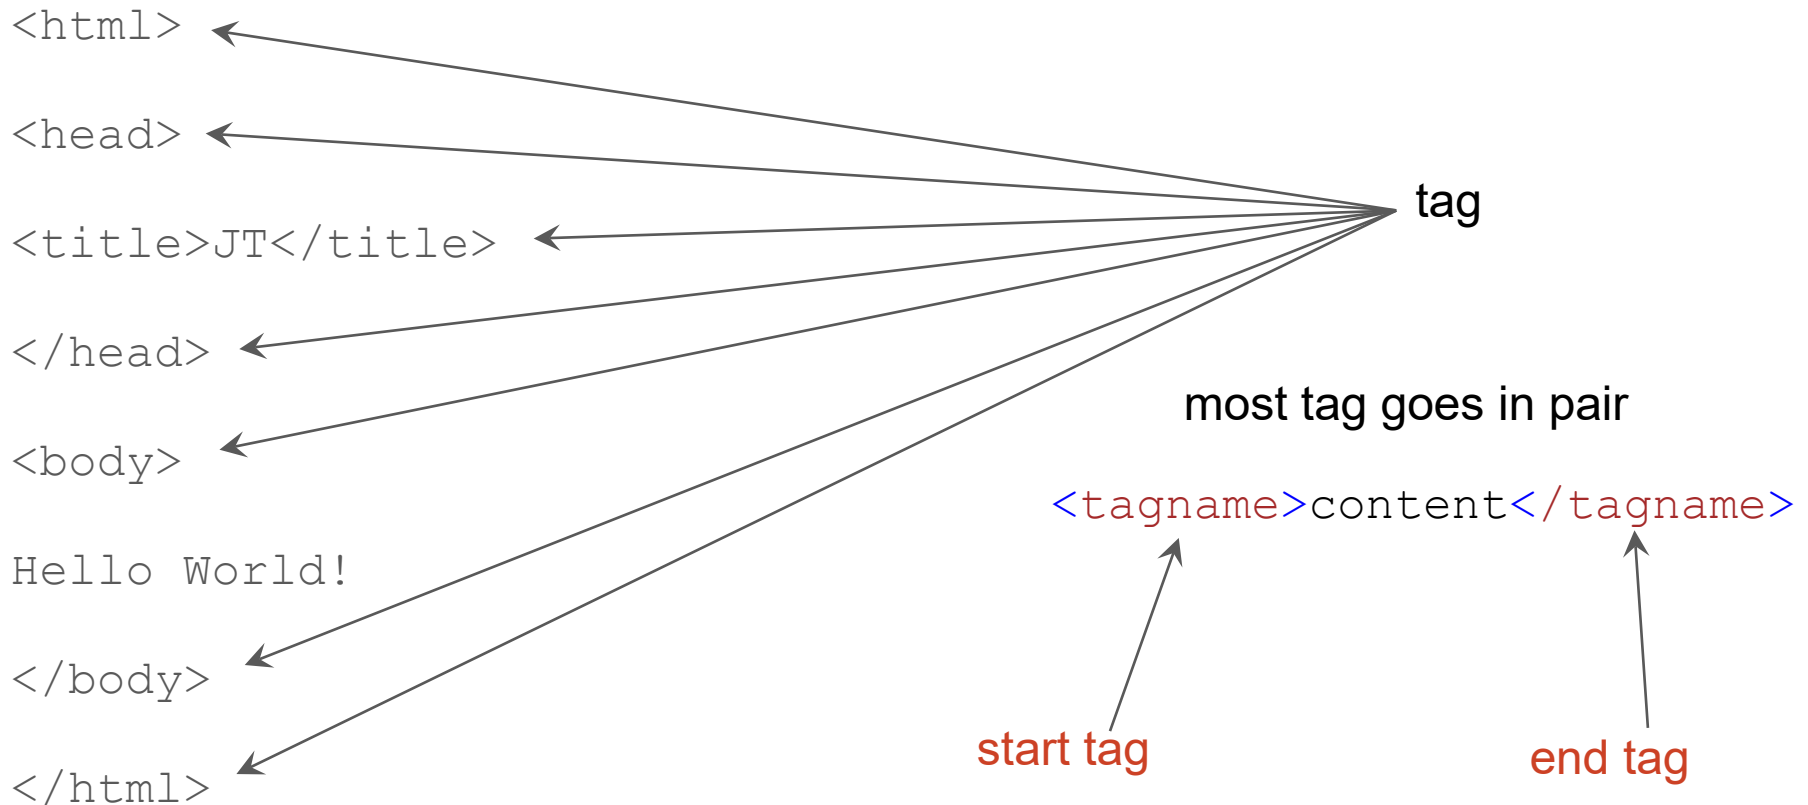 <html>
<head>
<title>JT</title>
</head>
<body>
Hello World!
</body>
</html>
tag
most tag goes in pair
<tagname>content</tagname>
start tag
end tag